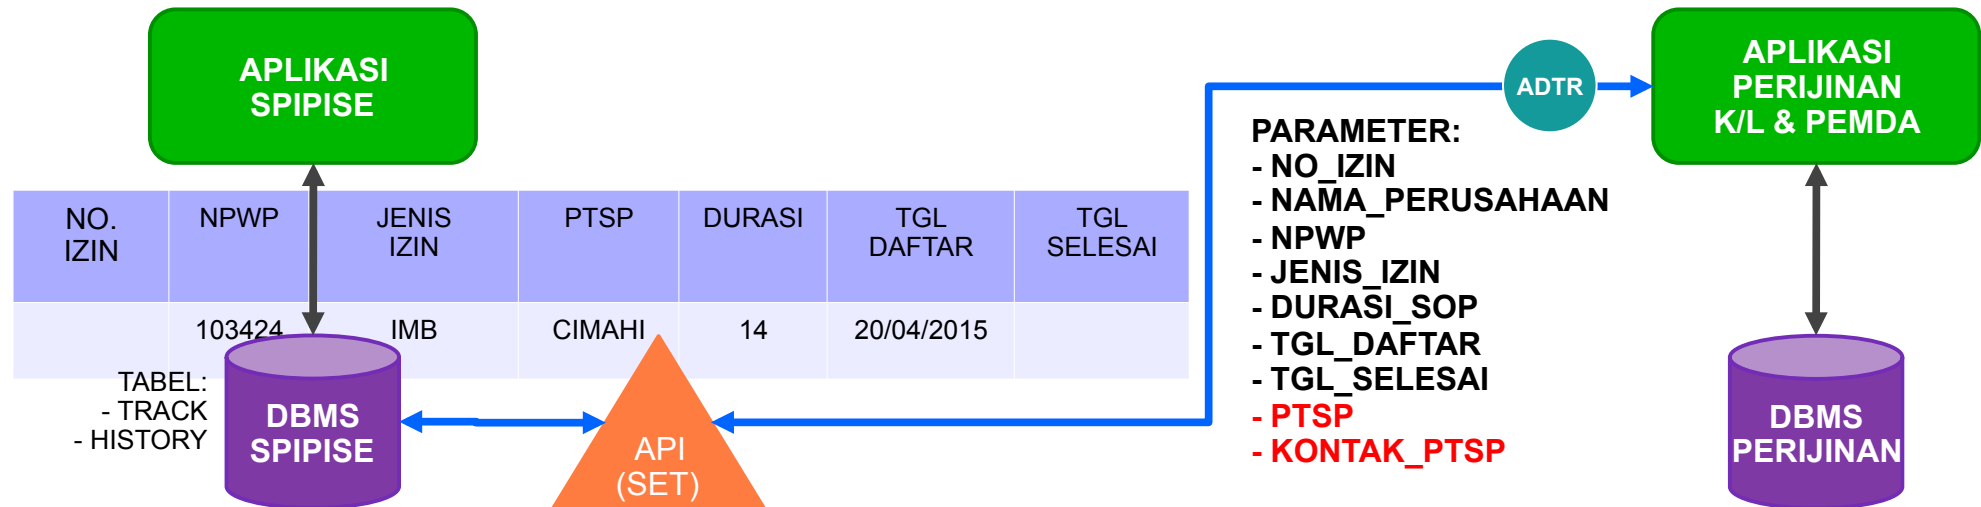 APLIKASI
SPIPISE
ADTR
APLIKASI
PERIJINAN
K/L & PEMDA
NO.
IZIN
NPWP
JENIS
IZIN
PTSP
DURASI
TGL
DAFTAR
TGL
SELESAI
103424
IMB
CIMAHI
14
20/04/2015
PARAMETER:
- NO_IZIN
- NAMA_PERUSAHAAN
- NPWP
- JENIS_IZIN
- DURASI_SOP
- TGL_DAFTAR
- TGL_SELESAI
- PTSP
- KONTAK_PTSP
TABEL:
- TRACK
- HISTORY
DBMS
SPIPISE
API
(SET)
DBMS
PERIJINAN